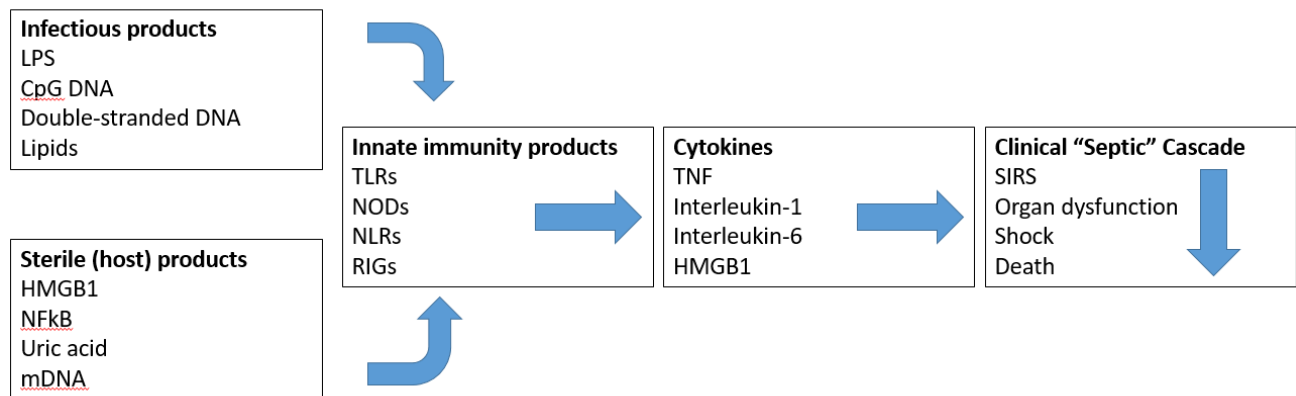 Infectious products
LPS
CpG DNA
Double-stranded DNA
Lipids
Sterile (host) products
HMGB1
NFkB
Uric acid
mDNA
Innate immunity products
TLRs
NODs
NLRs
RIGs
Cytokines
TNF
Interleukin-1
Interleukin-6
HMGB1
Clinical “Septic” Cascade
SIRS
Organ dysfunction
Shock
Death